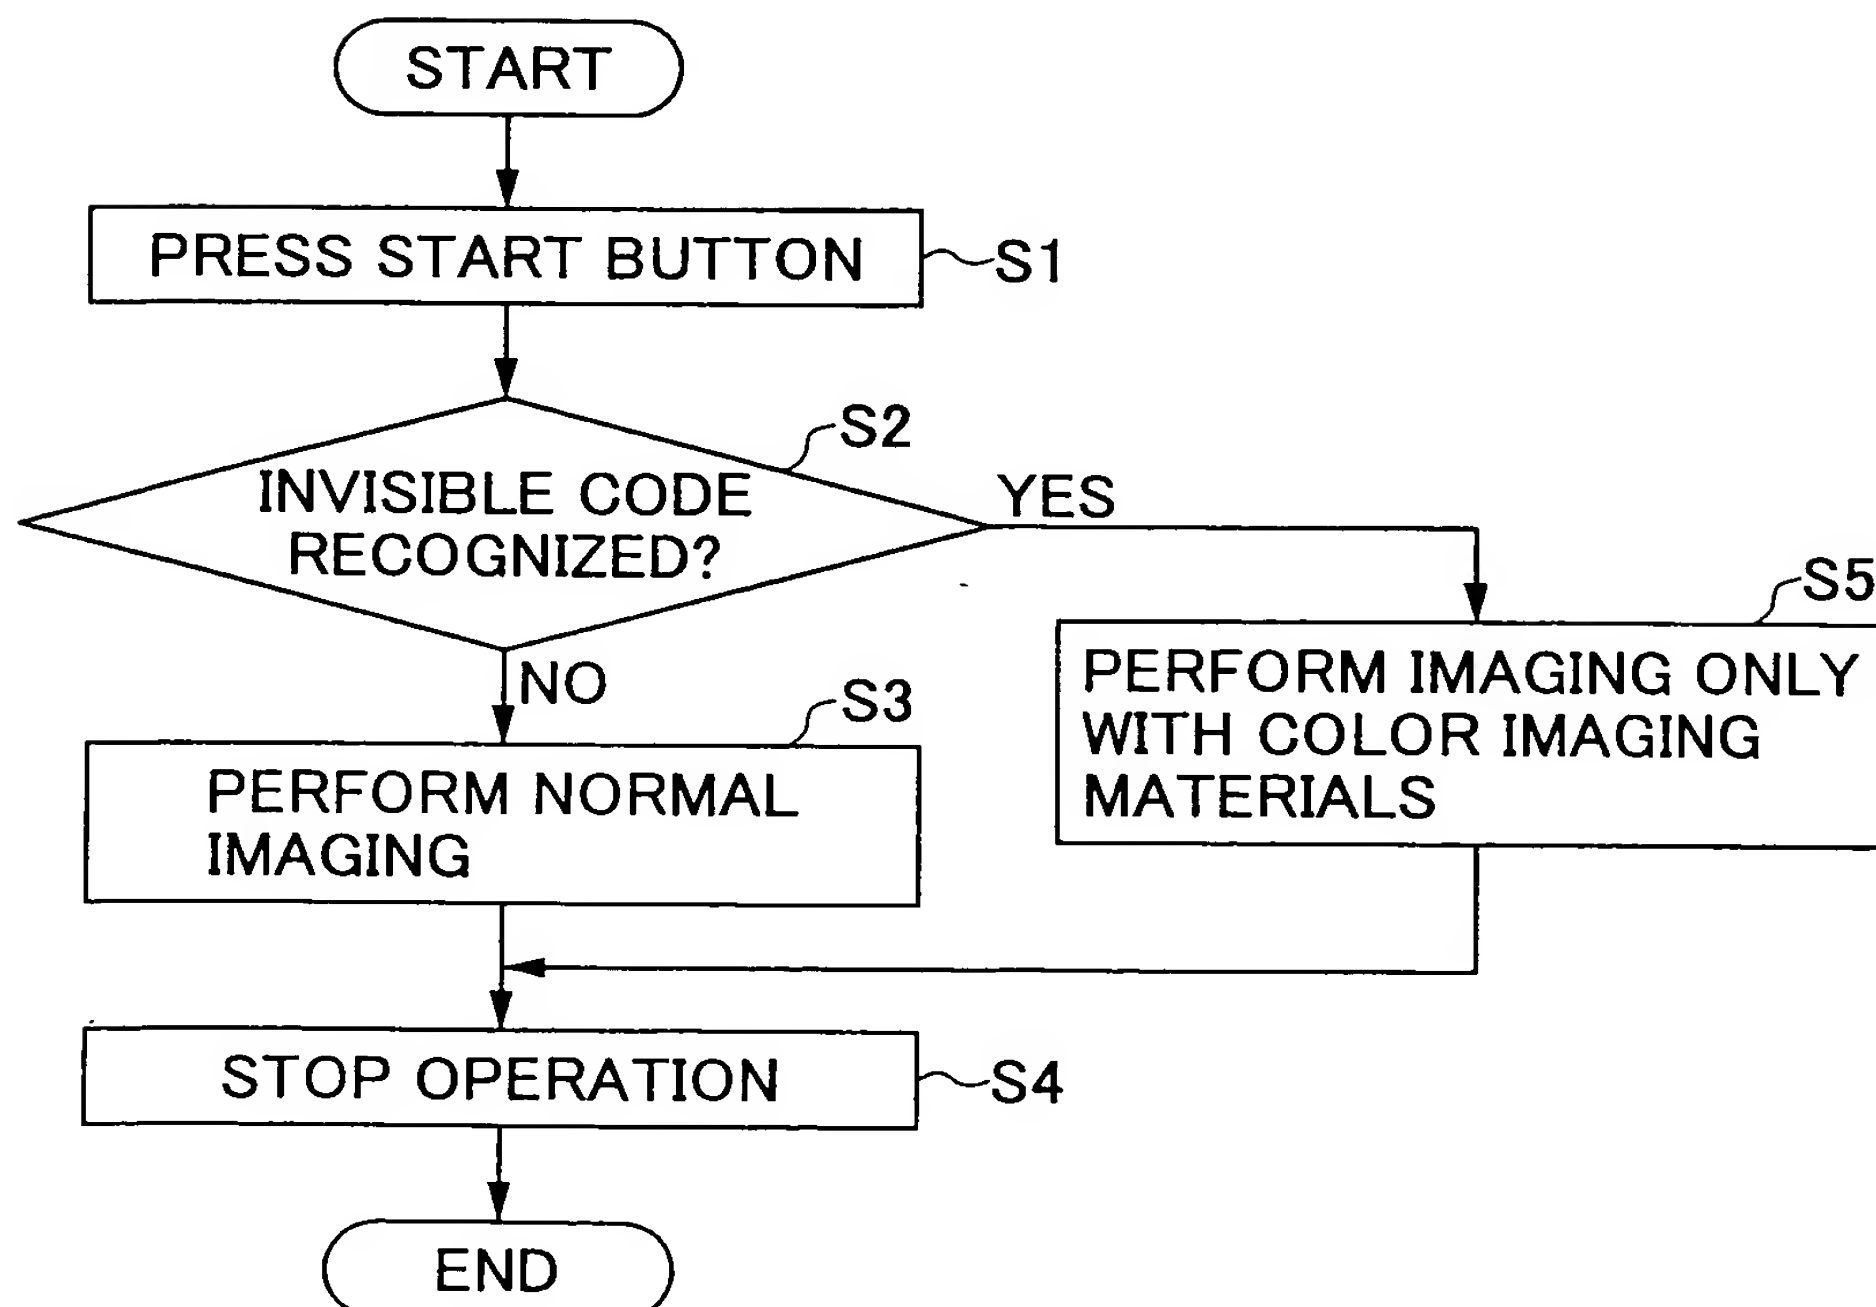 START
PRESS START BUTTON
S1
S2
INVISIBLE CODE
RECOGNIZED?
YES
NO
S5
PERFORM IMAGING ONLY
WITH COLOR IMAGING
MATERIALS
S3
PERFORM NORMAL
IMAGING
STOP OPERATION
S4
END